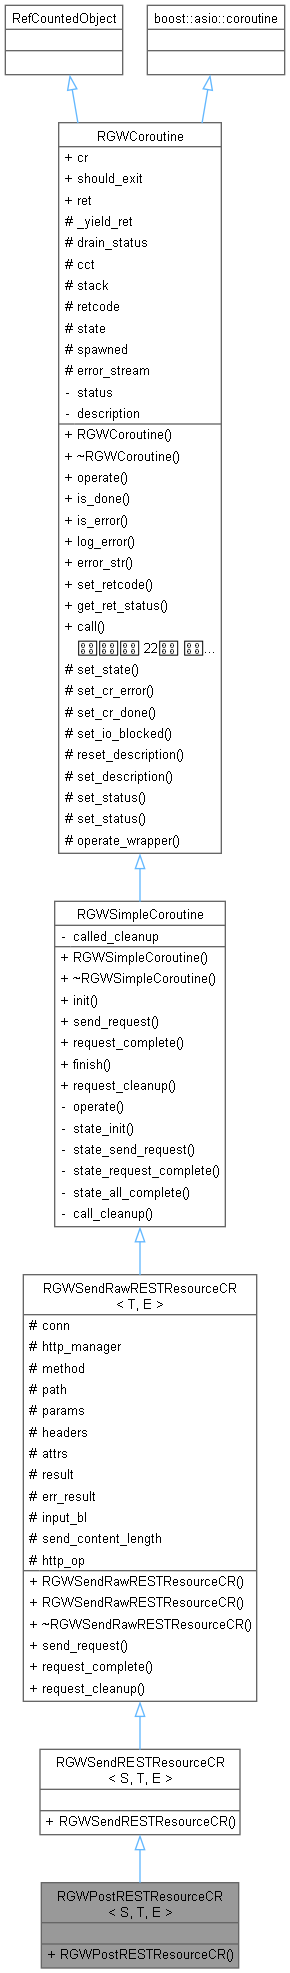 RefCountedObject
boost::asio::coroutine
RGWCoroutine
+ cr
+ should_exit
+ ret
# _yield_ret
# drain_status
# cct
# stack
# retcode
# state
# spawned
# error_stream
- status
- description
+ RGWCoroutine()
+ ~RGWCoroutine()
+ operate()
+ is_done()
+ is_error()
+ log_error()
+ error_str()
+ set_retcode()
+ get_ret_status()
+ call()
22 ...
# set_state()
# set_cr_error()
# set_cr_done()
# set_io_blocked()
# reset_description()
# set_description()
# set_status()
# set_status()
# operate_wrapper()
RGWSimpleCoroutine
- called_cleanup
+ RGWSimpleCoroutine()
+ ~RGWSimpleCoroutine()
+ init()
+ send_request()
+ request_complete()
+ finish()
+ request_cleanup()
- operate()
- state_init()
- state_send_request()
- state_request_complete()
- state_all_complete()
- call_cleanup()
RGWSendRawRESTResourceCR
< T, E >
# conn
# http_manager
# method
# path
# params
# headers
# attrs
# result
# err_result
# input_bl
# send_content_length
# http_op
+ RGWSendRawRESTResourceCR()
+ RGWSendRawRESTResourceCR()
+ ~RGWSendRawRESTResourceCR()
+ send_request()
+ request_complete()
+ request_cleanup()
RGWSendRESTResourceCR
< S, T, E >
+ RGWSendRESTResourceCR()
RGWPostRESTResourceCR
< S, T, E >
+ RGWPostRESTResourceCR()